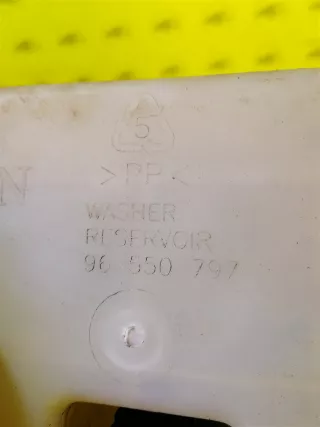 5
>PP<
N
WASHER
RESERVOIR
96 550 797